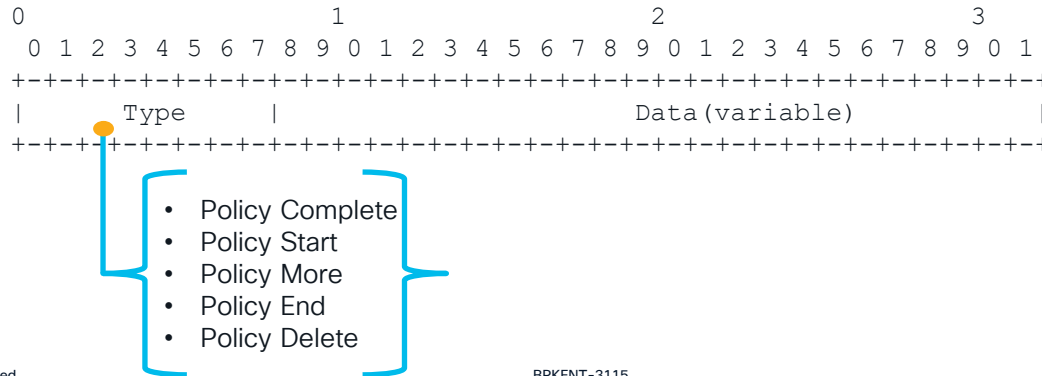 0                   1                   2                   3
 0 1 2 3 4 5 6 7 8 9 0 1 2 3 4 5 6 7 8 9 0 1 2 3 4 5 6 7 8 9 0 1
+-+-+-+-+-+-+-+-+-+-+-+-+-+-+-+-+-+-+-+-+-+-+-+-+-+-+-+-+-+-+-+-+
|      Type     |                      Data(variable)           |
+-+-+-+-+-+-+-+-+-+-+-+-+-+-+-+-+-+-+-+-+-+-+-+-+-+-+-+-+-+-+-+-+
• Policy Complete
• Policy Start
• Policy More
• Policy End
• Policy Delete